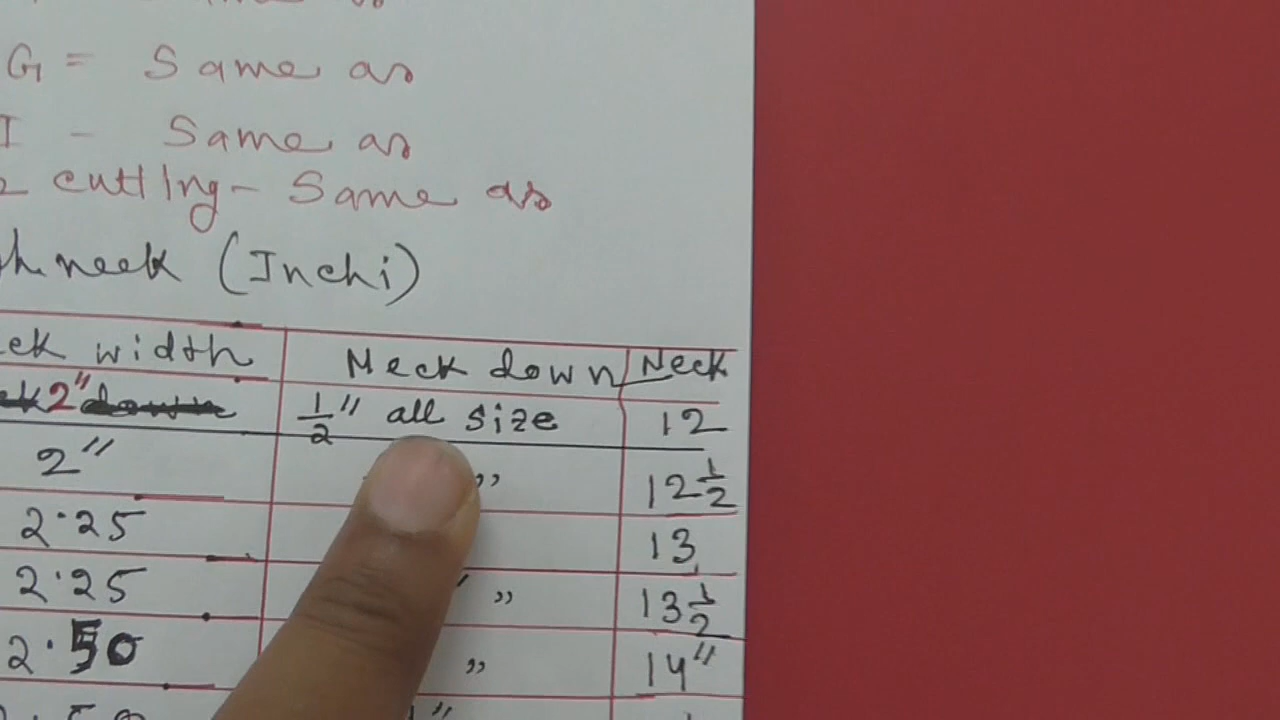 G = Same as
I - Same as
cutting - Same as
neck (Inchi)
width Neck down Neck
2" 1/2" all size 12
2" " 12 1/2
2.25 13
2.25 " 13 1/2
2.50 " 14"